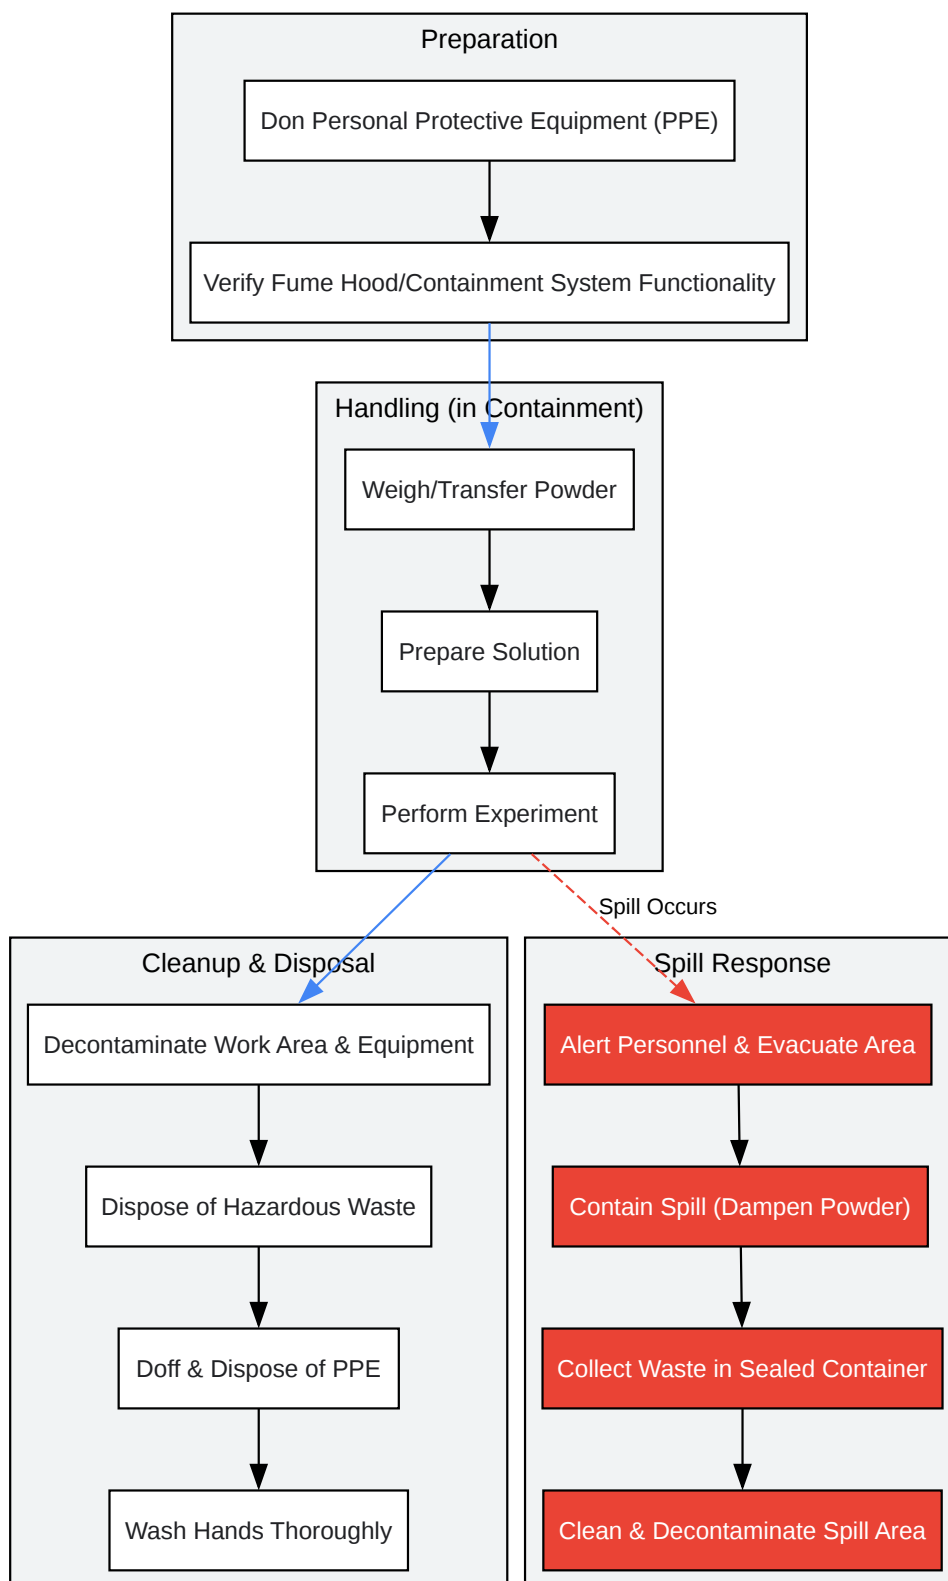 Preparation
Don Personal Protective Equipment (PPE)
Verify Fume Hood/Containment System Functionality
Handling (in Containment)
Weigh/Transfer Powder
Prepare Solution
Perform Experiment
Spill Occurs
Cleanup & Disposal
Decontaminate Work Area & Equipment
Dispose of Hazardous Waste
Doff & Dispose of PPE
Wash Hands Thoroughly
Spill Response
Alert Personnel & Evacuate Area
Contain Spill (Dampen Powder)
Collect Waste in Sealed Container
Clean & Decontaminate Spill Area